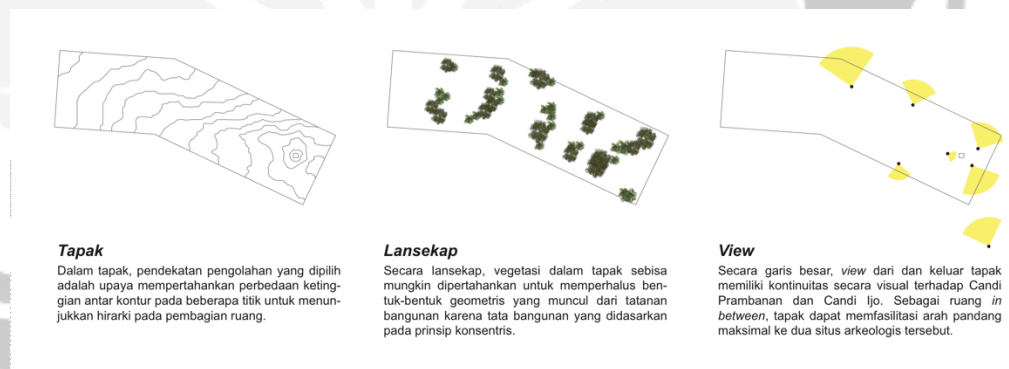 Tapak
Dalam tapak, pendekatan pengolahan yang dipilih
adalah upaya mempertahankan perbedaan keting-
gian antar kontur pada beberapa titik untuk menun-
jukkan hirarki pada pembagian ruang.
Lansekap
Secara lansekap, vegetasi dalam tapak sebisa
mungkin dipertahankan untuk memperhalus ben-
tuk-bentuk geometris yang muncul dari tatanan
bangunan karena tata bangunan yang didasarkan
pada prinsip konsentris.
View
Secara garis besar, view dari dan keluar tapak
memiliki kontinuitas secara visual terhadap Candi
Prambanan dan Candi Ijo. Sebagai ruang in
between, tapak dapat memfasilitasi arah pandang
maksimal ke dua situs arkeologis tersebut.